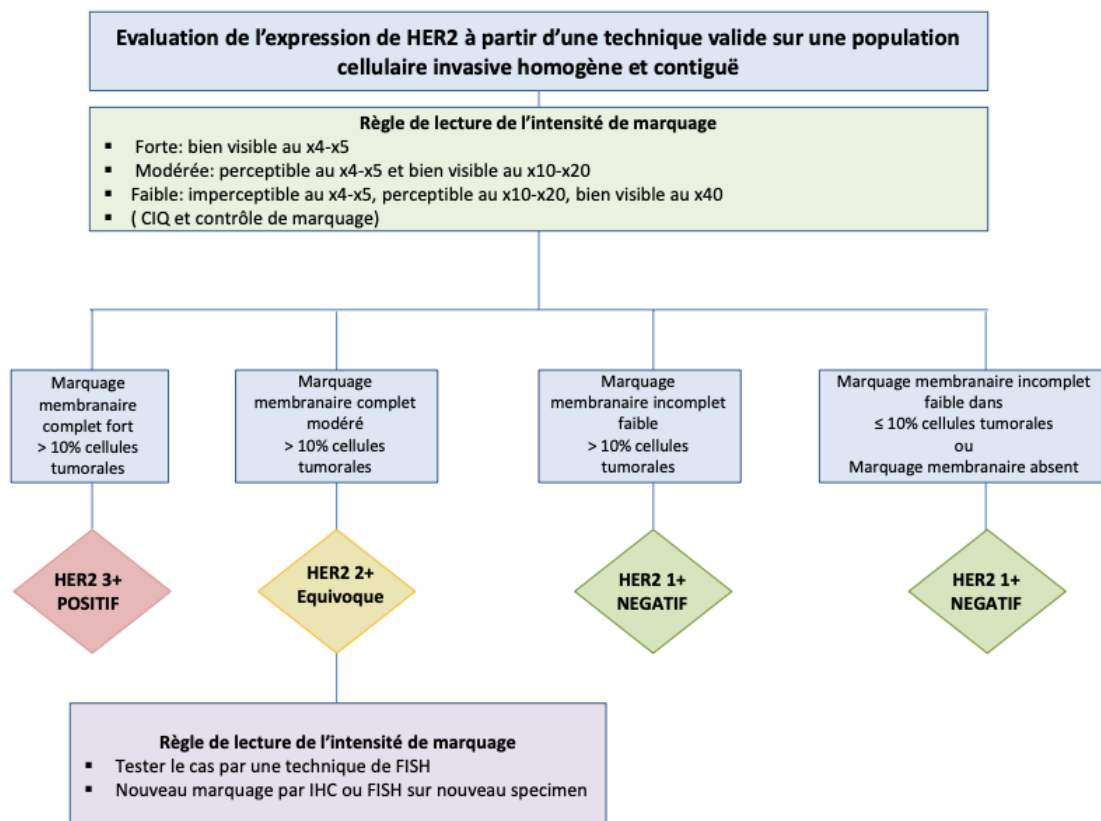 Evaluation de l'expression de HER2 à partir d'une technique valide sur une population
cellulaire invasive homogène et contiguë
Règle de lecture de l'intensité de marquage
▪ Forte: bien visible au x4-x5
▪ Modérée: perceptible au x4-x5 et bien visible au x10-x20
▪ Faible: imperceptible au x4-x5, perceptible au x10-x20, bien visible au x40
▪ ( CIQ et contrôle de marquage)
Marquage
membranaire
complet fort
> 10% cellules
tumorales
Marquage
membranaire complet
modéré
> 10% cellules
tumorales
Marquage
membranaire incomplet
faible
> 10% cellules
tumorales
Marquage membranaire incomplet
faible dans
≤ 10% cellules tumorales
ou
Marquage membranaire absent
HER2 3+
POSITIF
HER2 2+
Equivoque
HER2 1+
NEGATIF
HER2 1+
NEGATIF
Règle de lecture de l'intensité de marquage
▪ Tester le cas par une technique de FISH
▪ Nouveau marquage par IHC ou FISH sur nouveau specimen